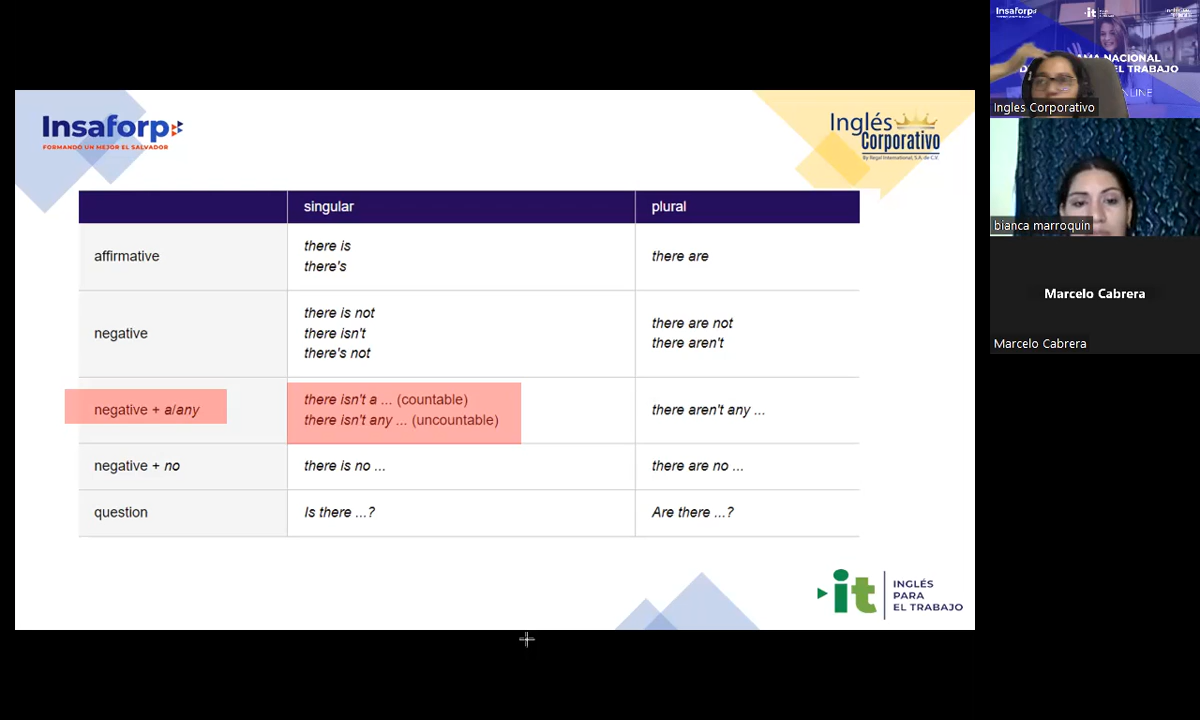 Insaforp
FORMANDO UN MEJOR EL SALVADOR
Inglés
Corporativo
By Regal International, S.A. de C.V.
singular
plural
affirmative
there is
there's
there are
negative
there is not
there isn't
there's not
there are not
there aren't
negative + a/any
there isn't a ... (countable)
there isn't any ... (uncountable)
there aren't any ...
negative + no
there is no ...
there are no ...
question
Is there ...?
Are there ...?
it
INGLÉS
PARA
EL TRABAJO
Insaforp
it
NACIONAL
EL TRABAJO
Ingles Corporativo
bianca marroquin
Marcelo Cabrera
Marcelo Cabrera